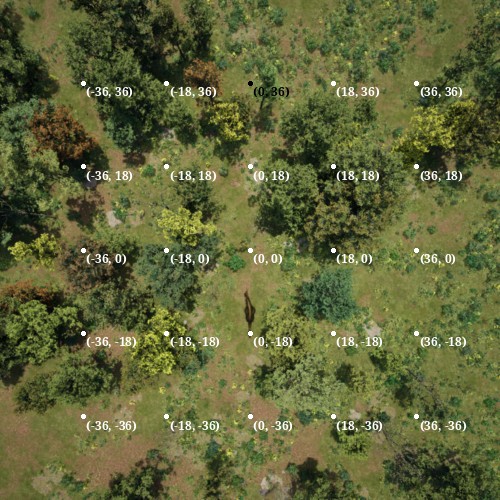 (-36, 36) (-18, 36) (0, 36) (18, 36) (36, 36)
(-36, 18) (-18, 18) (0, 18) (18, 18) (36, 18)
(-36, 0) (-18, 0) (0, 0) (18, 0) (36, 0)
(-36, -18) (-18, -18) (0, -18) (18, -18) (36, -18)
(-36, -36) (-18, -36) (0, -36) (18, -36) (36, -36)